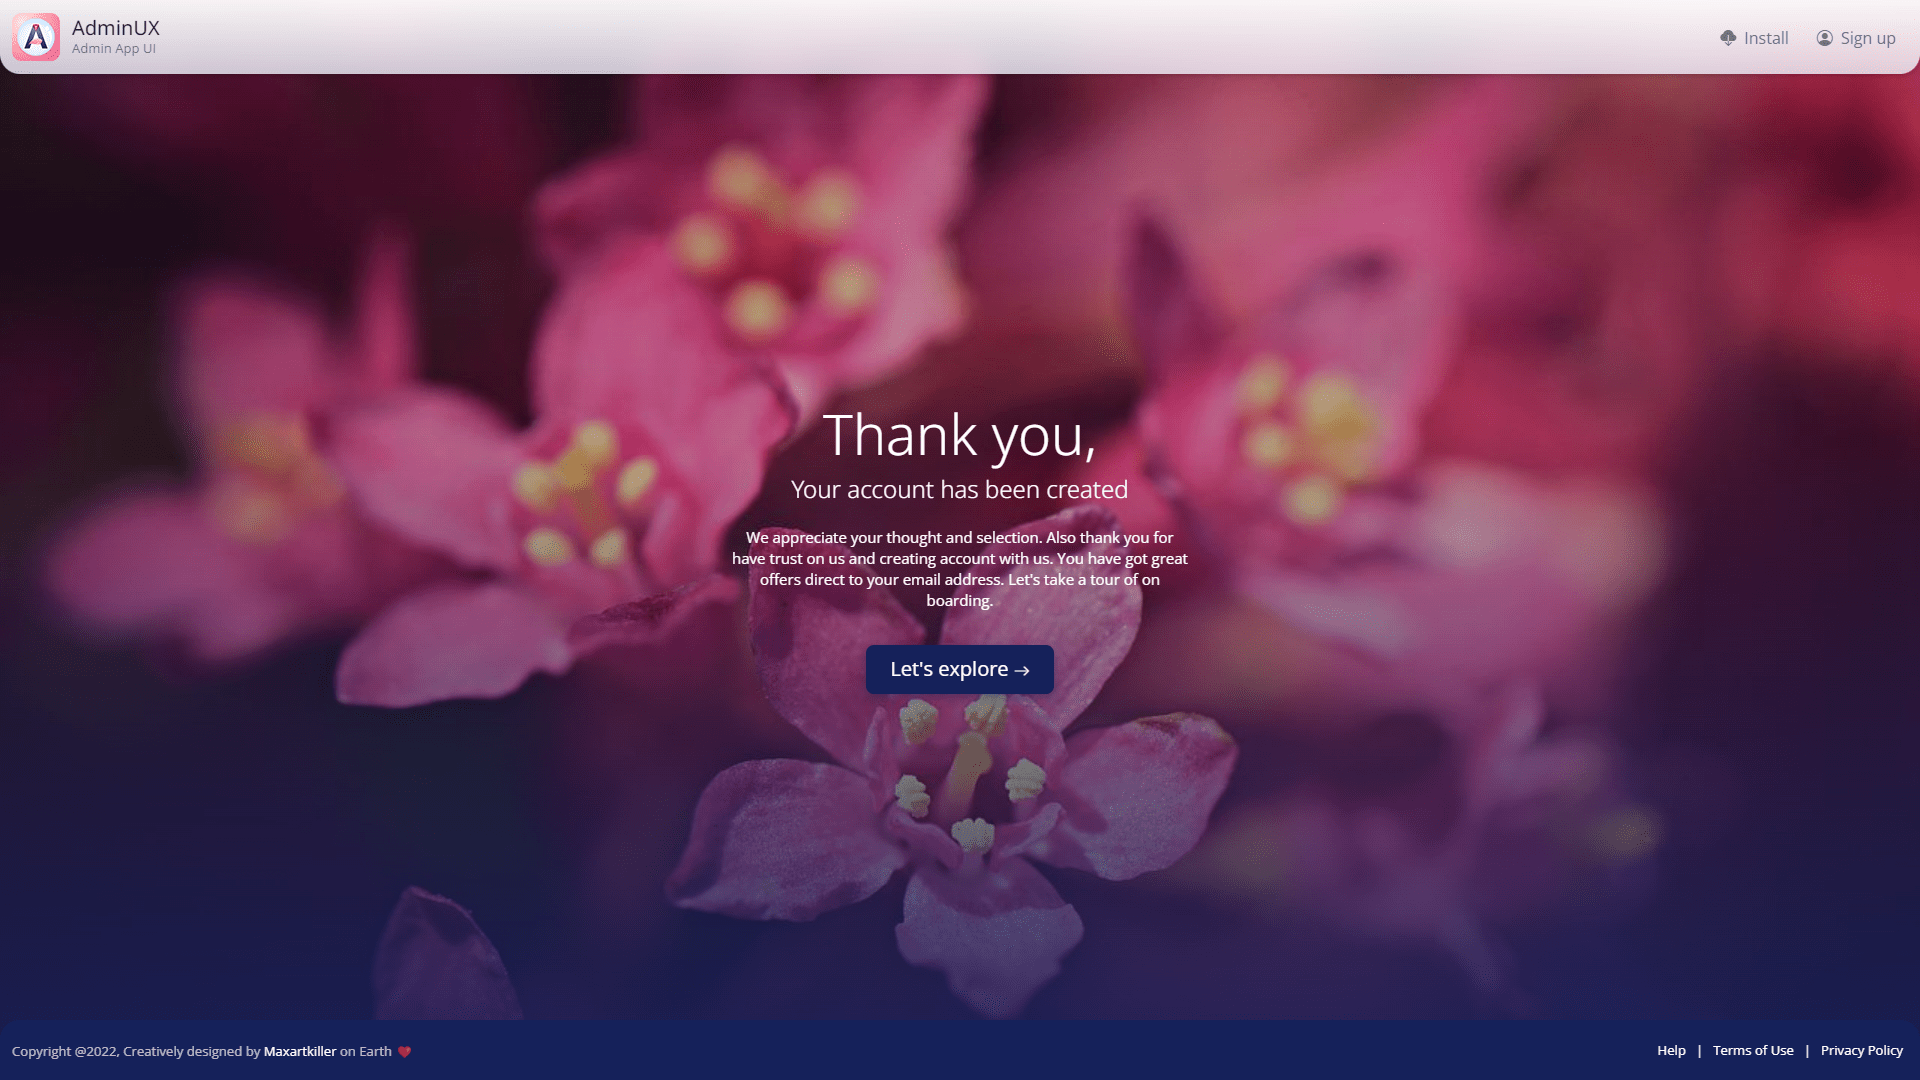 AdminUX
Admin App UI
Install
Sign up
Thank you,
Your account has been created
We appreciate your thought and selection. Also thank you for
have trust on us and creating account with us. You have got great
offers direct to your email address. Let's take a tour of on
boarding.
Let's explore →
Copyright @2022, Creatively designed by Maxartkiller on Earth ❤
Help | Terms of Use | Privacy Policy